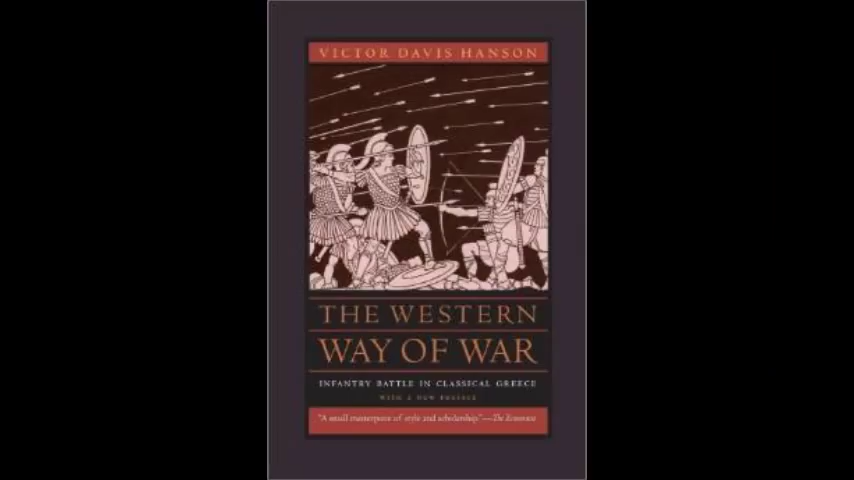 VICTOR DAVIS HANSON
THE WESTERN
WAY OF WAR
INFANTRY BATTLE IN CLASSICAL GREECE
WITH A NEW PREFACE
"A small masterpiece of style and scholarship."—The Economist